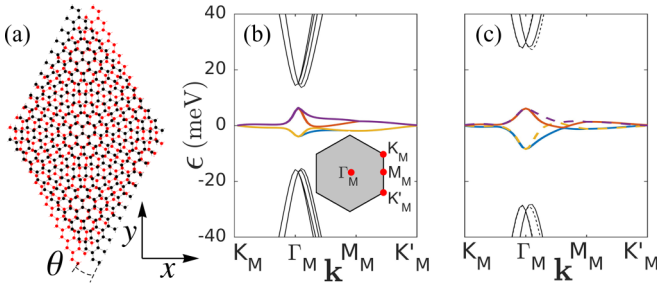 (a)
θ
y
x
(b)
ϵ (meV)
40
20
0
-20
-40
K_M
Γ_M
M_M
K'_M
K_M
Γ_M
M_M
K'_M
k
(c)
K_M
Γ_M
M_M
K'_M
k